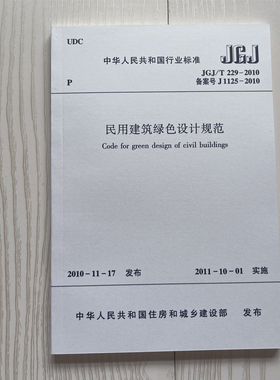 UDC
中华人民共和国行业标准 JGJ
JGJ/T 229-2010
P 备案号 J 1125-2010
民用建筑绿色设计规范
Code for green design of civil buildings
2010-11-17 发布 2011-10-01 实施
中华人民共和国住房和城乡建设部 发布